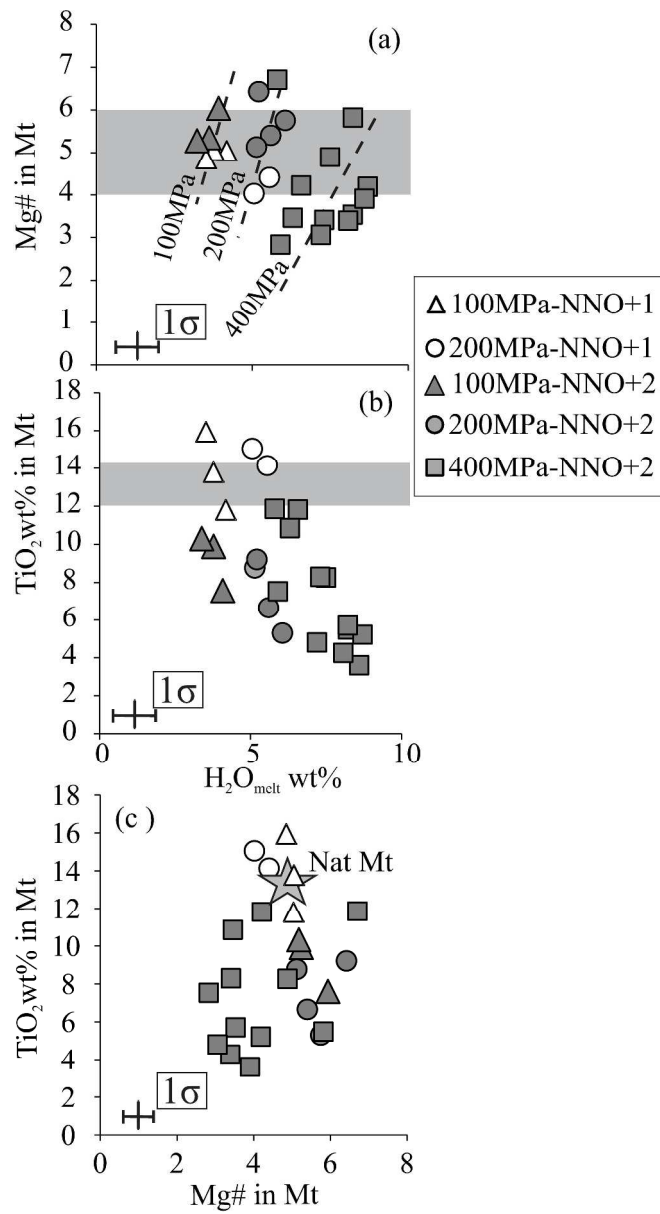 (a)
8
7
6
5
4
3
2
1
0
Mg# in Mt
100MPa
200MPa
400MPa
1σ
△ 100MPa-NNO+1
○ 200MPa-NNO+1
▲ 100MPa-NNO+2
● 200MPa-NNO+2
■ 400MPa-NNO+2
(b)
18
16
14
12
10
8
6
4
2
0
TiO₂wt% in Mt
1σ
0 5 10
H₂Oₘₑₗₜ wt%
(c )
18
16
14
12
10
8
6
4
2
0
TiO₂wt% in Mt
Nat Mt
1σ
0 2 4 6 8
Mg# in Mt